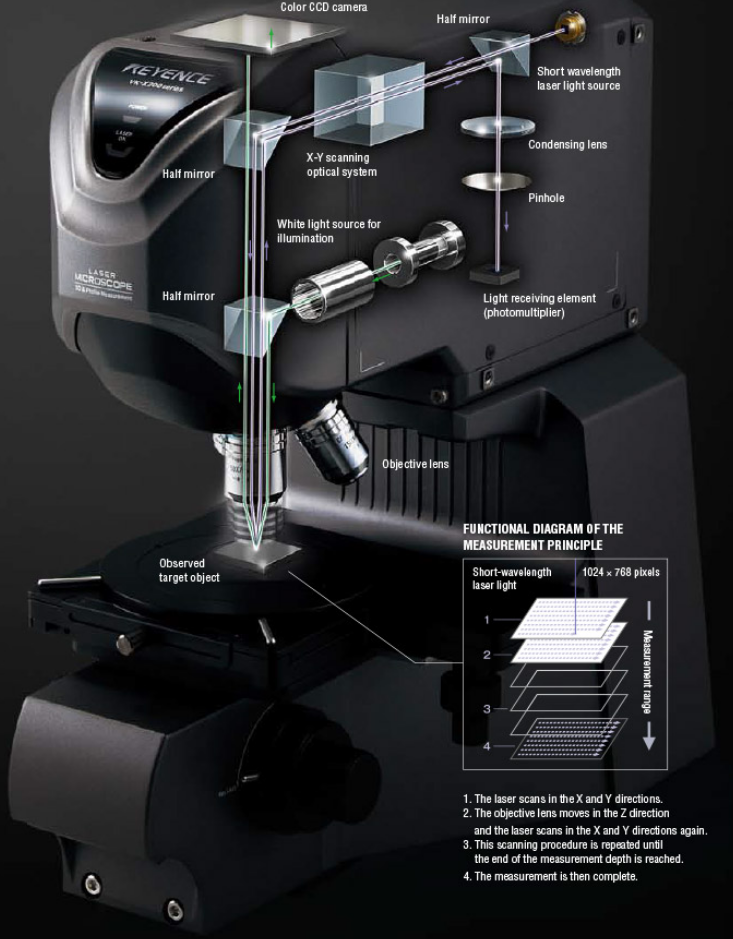 Color CCD camera
Half mirror
KEYENCE
VK-X200 series
POWER
LASER
ON
Short wavelength
laser light source
Condensing lens
X-Y scanning
optical system
Half mirror
Pinhole
White light source for
illumination
LASER
MICROSCOPE
3D & Profile Measurement
Half mirror
Light receiving element
(photomultiplier)
Objective lens
FUNCTIONAL DIAGRAM OF THE
MEASUREMENT PRINCIPLE
Observed
target object
Short-wavelength
laser light
1024 × 768 pixels
1
2
3
4
Measurement range
1. The laser scans in the X and Y directions.
2. The objective lens moves in the Z direction
and the laser scans in the X and Y directions again.
3. This scanning procedure is repeated until
the end of the measurement depth is reached.
4. The measurement is then complete.